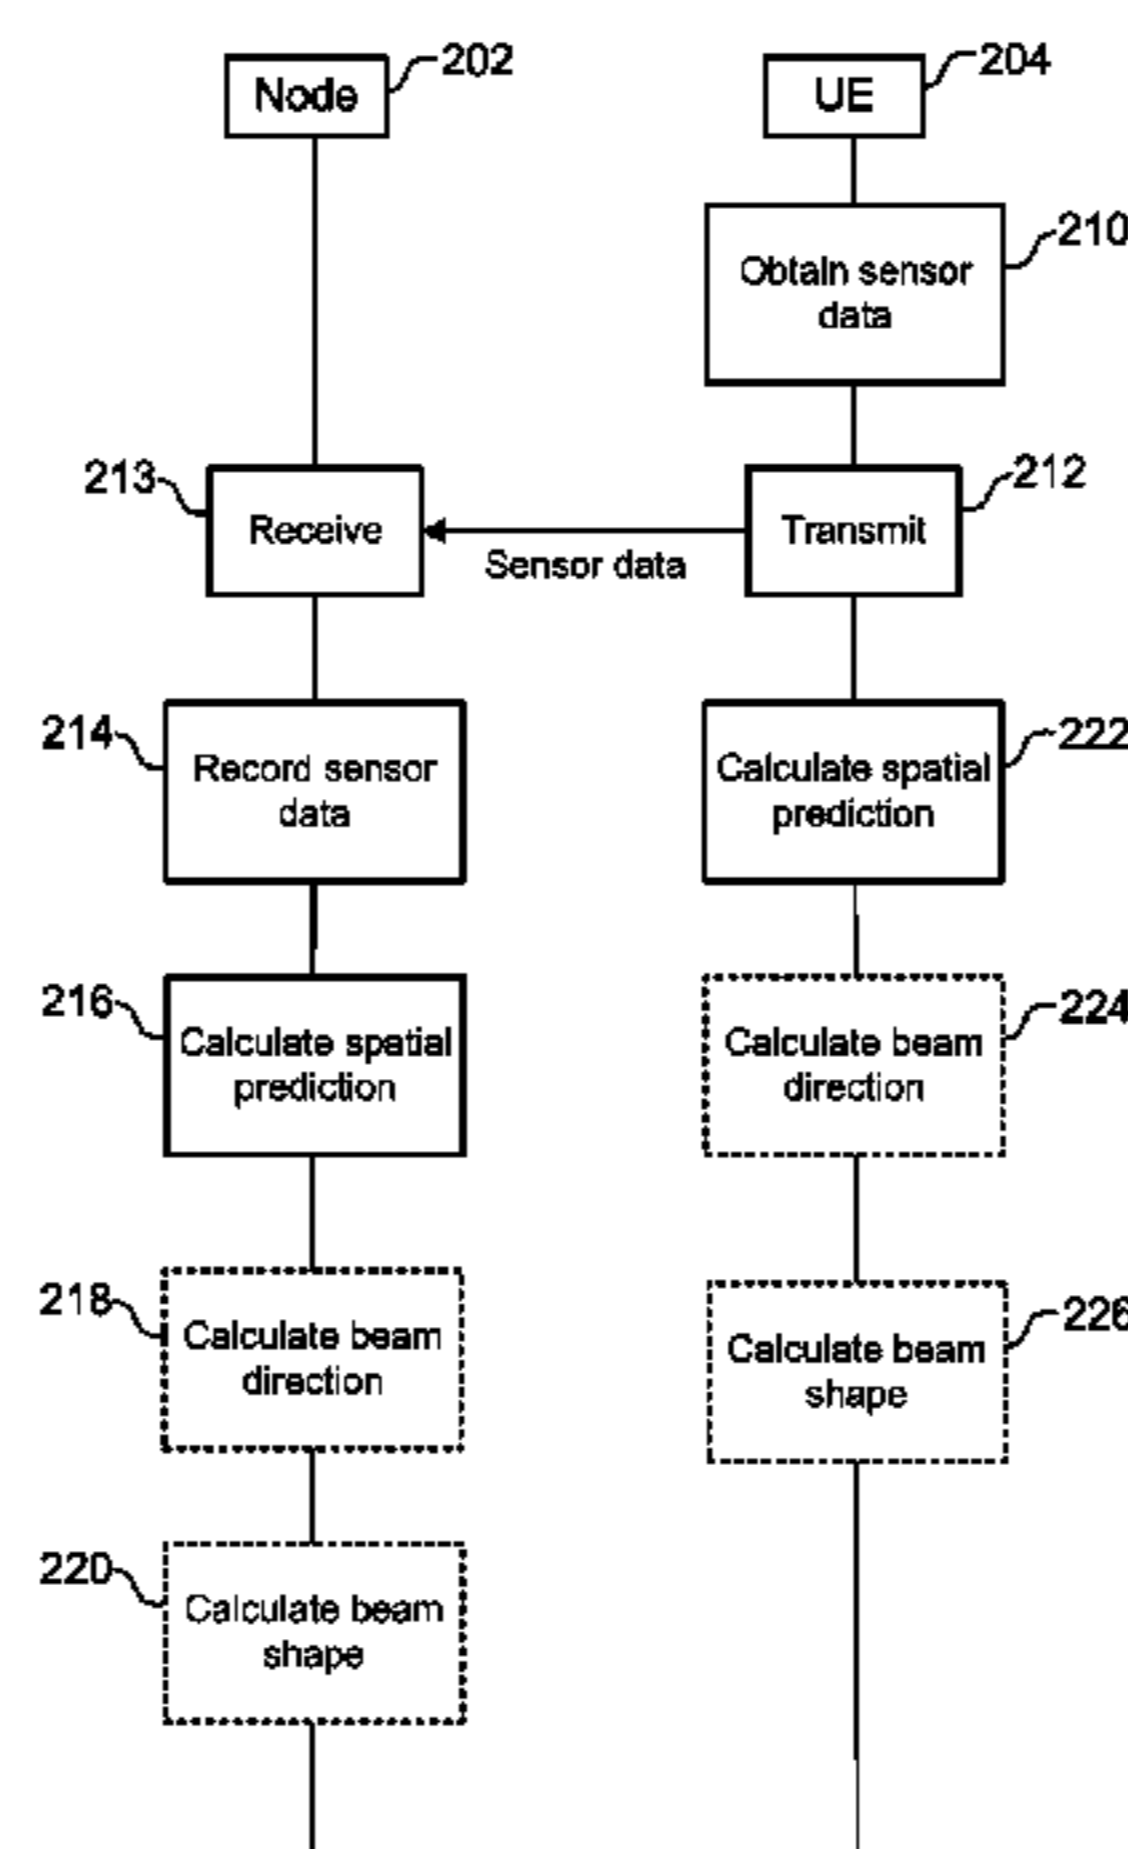 Node
202
UE
204
Obtain sensor
data
210
213
Receive
Sensor data
Transmit
212
214
Record sensor
data
Calculate spatial
prediction
222
216
Calculate spatial
prediction
Calculate beam
direction
224
218
Calculate beam
direction
Calculate beam
shape
226
220
Calculate beam
shape